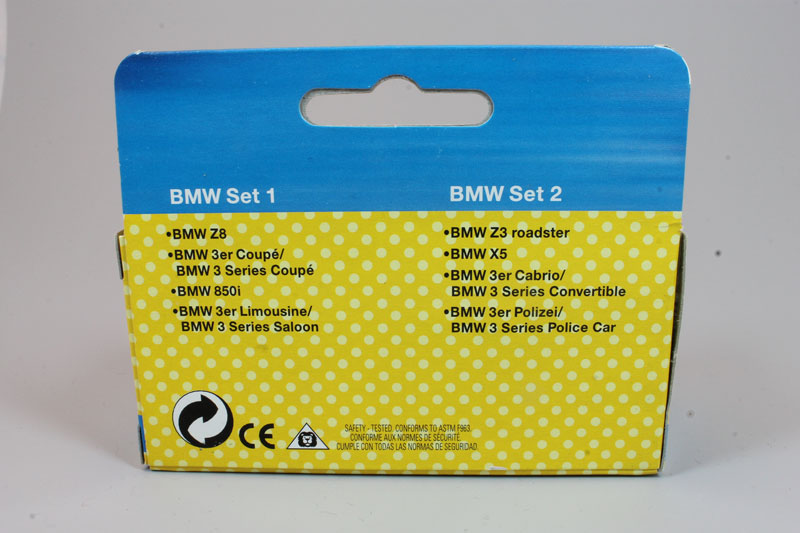 BMW Set 1
•BMW Z8
•BMW 3er Coupé/
BMW 3 Series Coupé
•BMW 850i
•BMW 3er Limousine/
BMW 3 Series Saloon
BMW Set 2
•BMW Z3 roadster
•BMW X5
•BMW 3er Cabrio/
BMW 3 Series Convertible
•BMW 3er Polizei/
BMW 3 Series Police Car
CE
SAFETY - TESTED. CONFORMS TO ASTM F963.
CONFORME AUX NORMES DE SÉCURITÉ.
CUMPLE CON TODAS LAS NORMAS DE SEGURIDAD.